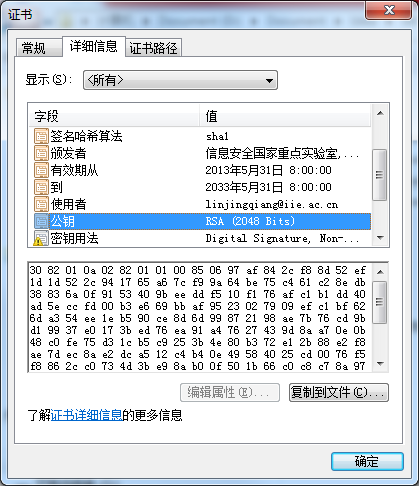 证书
常规 详细信息 证书路径
显示(S): <所有>
字段 值
签名哈希算法 sha1
颁发者 信息安全国家重点实验室,...
有效期从 2013年5月31日 8:00:00
到 2033年5月31日 8:00:00
使用者 linjingqiang@iie.ac.cn
公钥 RSA (2048 Bits)
密钥用法 Digital Signature, Non-...
30 82 01 0a 02 82 01 01 00 85 06 97 af 84 2c f8 8d 52 ef
1d 1d 52 2c 94 17 65 a6 7c f9 9a 64 be 75 c4 61 c2 8e db
38 83 6a 0f 91 53 40 9b ee dd f5 10 f1 76 af c1 b1 dd 40
ad 5e cc fd 00 b3 e6 69 bb af 95 23 02 79 09 ef c1 bf 62
6d a3 54 ee 1e b5 90 ce 8d 6d 99 87 21 98 ae 7b 76 cd 9b
d1 99 37 e0 17 3b ed 76 ea 91 a4 76 27 43 9d 8a a7 0e 0b
48 c0 fe 75 d3 1c b5 c9 25 3b 4e 80 b3 72 e1 2b 88 e2 f8
ae 7d ec 8a e2 dc a5 12 c4 b4 0e 49 58 40 25 cd 00 76 f5
f8 86 2c c0 73 4d 3b e9 8a b0 0f 50 1b 66 c0 c8 c7 8a 97
编辑属性(E)... 复制到文件(C)...
了解证书详细信息的更多信息
确定